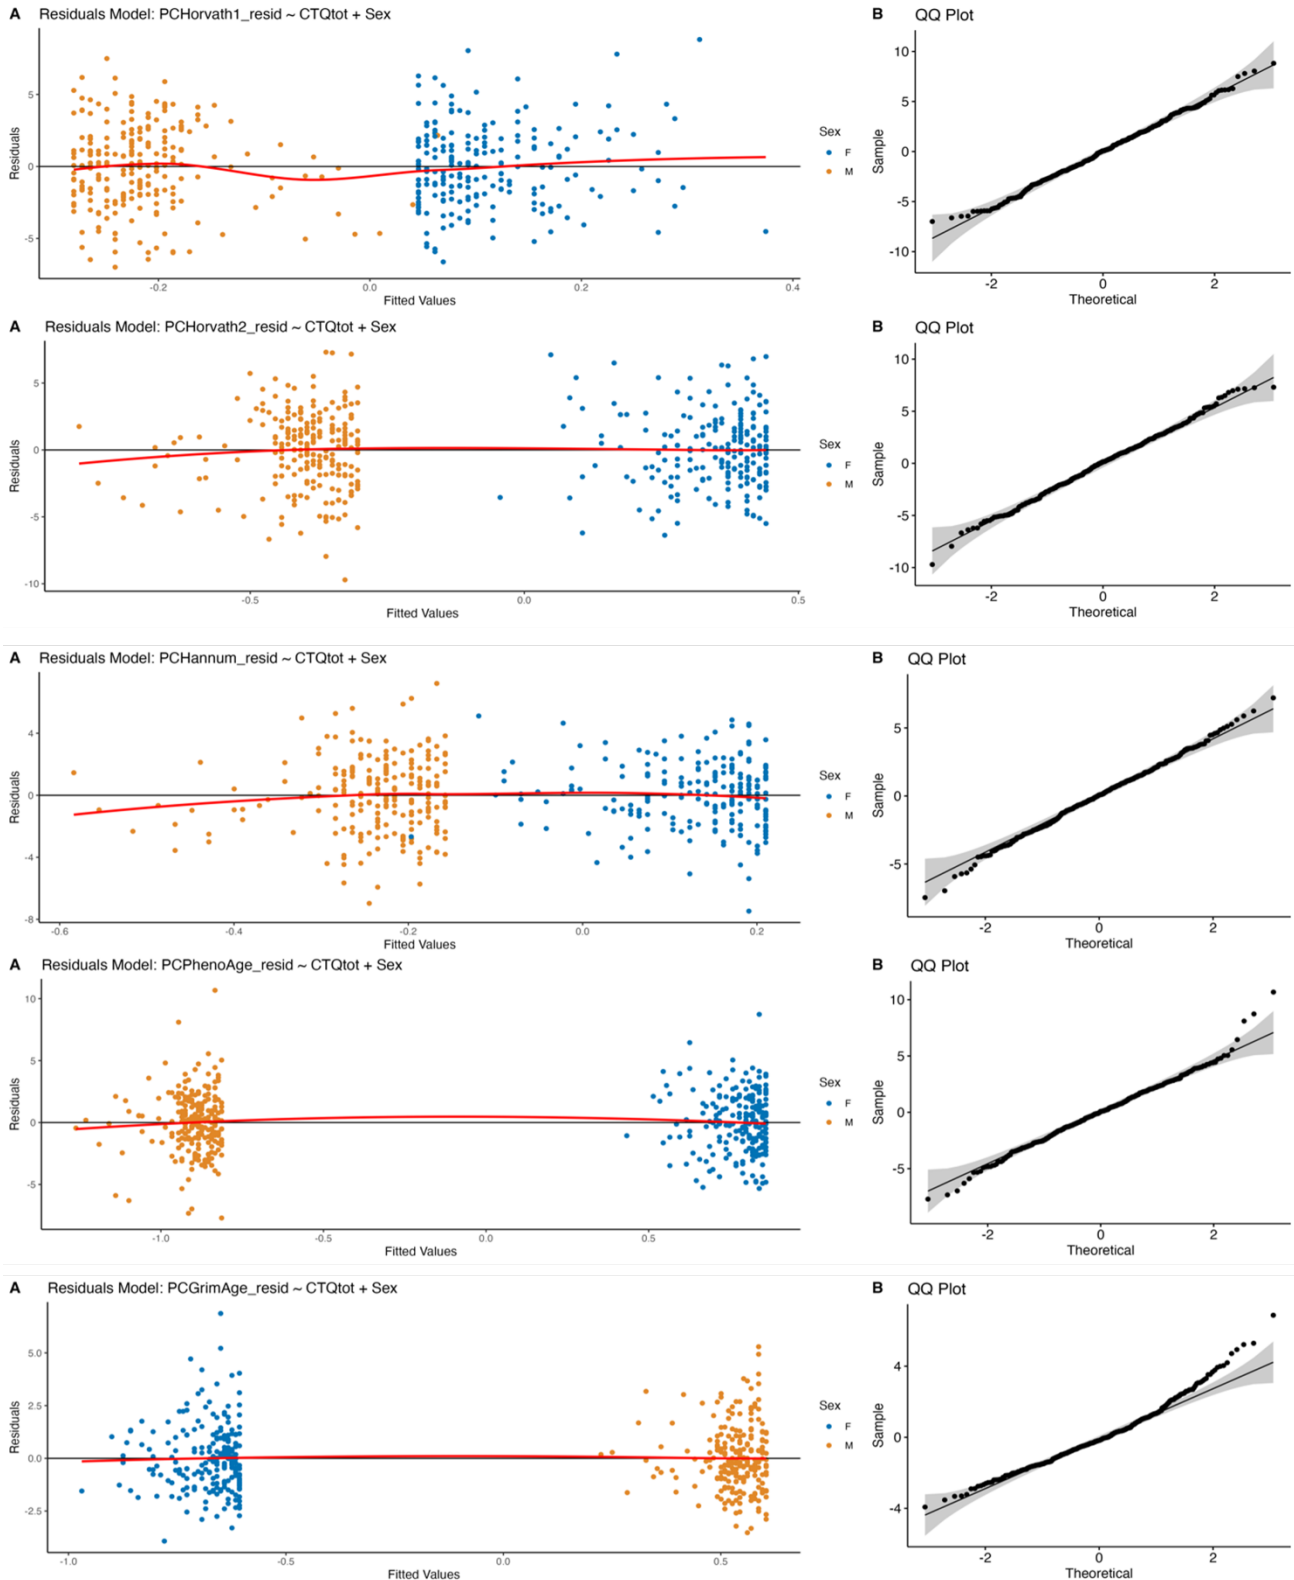 A Residuals Model: PCHorvath1_resid ~ CTQtot + Sex
B QQ Plot
Residuals
5
0
-5
-0.2 0.0 0.2 0.4
Fitted Values
Sex
F
M
Sample
10
5
0
-5
-10
-2 0 2
Theoretical
A Residuals Model: PCHorvath2_resid ~ CTQtot + Sex
B QQ Plot
Residuals
5
0
-5
-10
-0.5 0.0 0.5
Fitted Values
Sex
F
M
Sample
10
5
0
-5
-10
-2 0 2
Theoretical
A Residuals Model: PCHannum_resid ~ CTQtot + Sex
B QQ Plot
Residuals
4
0
-4
-8
-0.6 -0.4 -0.2 0.0 0.2
Fitted Values
Sex
F
M
Sample
5
0
-5
-2 0 2
Theoretical
A Residuals Model: PCPhenoAge_resid ~ CTQtot + Sex
B QQ Plot
Residuals
10
5
0
-5
-1.0 -0.5 0.0 0.5
Fitted Values
Sex
F
M
Sample
10
5
0
-5
-2 0 2
Theoretical
A Residuals Model: PCGrimAge_resid ~ CTQtot + Sex
B QQ Plot
Residuals
5.0
2.5
0.0
-2.5
-1.0 -0.5 0.0 0.5
Fitted Values
Sex
F
M
Sample
4
0
-4
-2 0 2
Theoretical